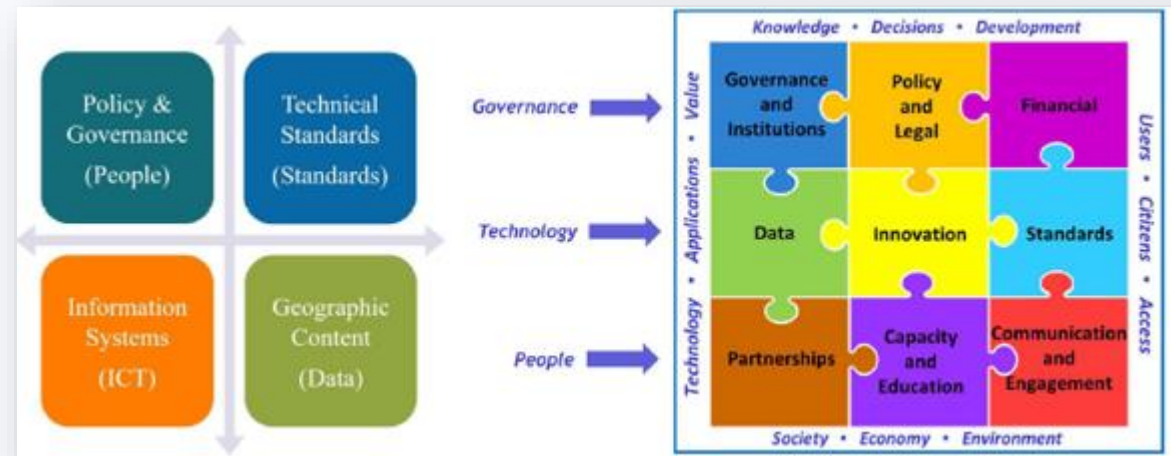 Policy &
Governance
(People)
Technical
Standards
(Standards)
Information
Systems
(ICT)
Geographic
Content
(Data)
Governance
Technology
People
Knowledge • Decisions • Development
Technology • Applications • Value
Governance
and
Institutions
Policy
and
Legal
Financial
Data
Innovation
Standards
Partnerships
Capacity
and
Education
Communication
and
Engagement
Users • Citizens • Access
Society • Economy • Environment